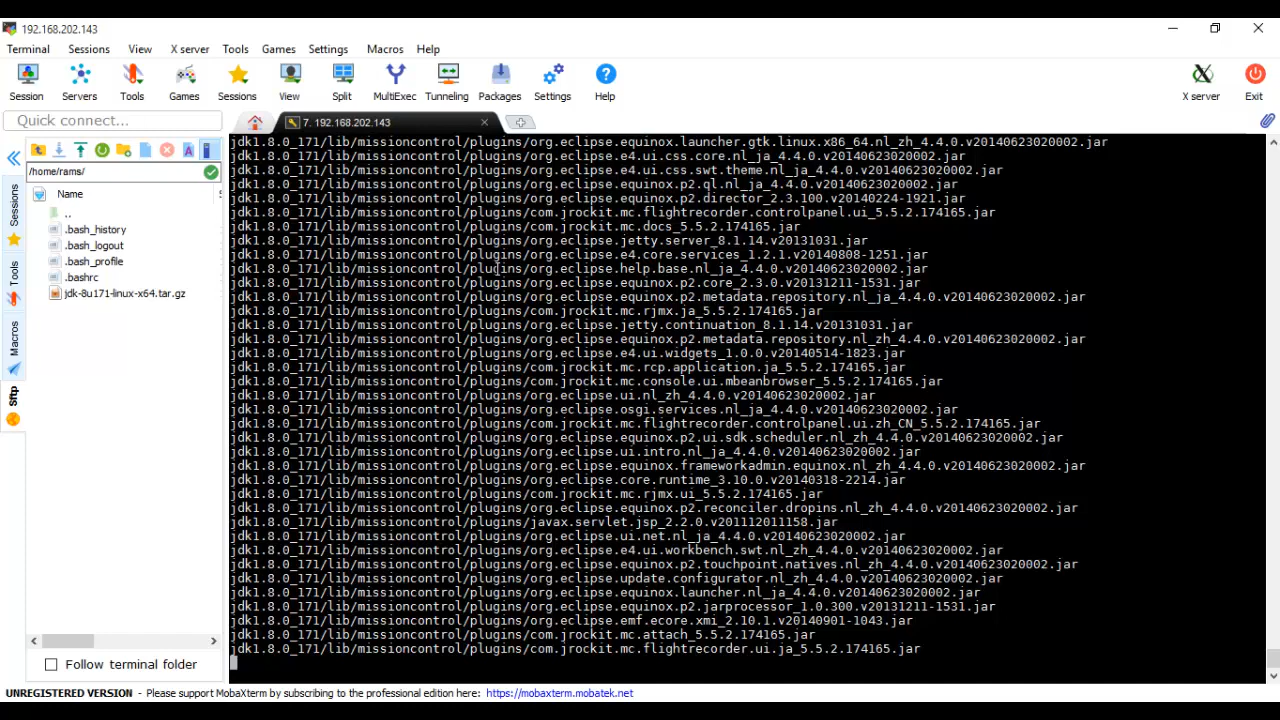 192.168.202.143
Terminal Sessions View X server Tools Games Settings Macros Help
Session Servers Tools Games Sessions View Split MultiExec Tunneling Packages Settings Help X server Exit
Quick connect...
7. 192.168.202.143
/home/rams/
Name
..
.bash_history
.bash_logout
.bash_profile
.bashrc
jdk-8u171-linux-x64.tar.gz
Sessions
Tools
Macros
Sftp
jdk1.8.0_171/lib/missioncontrol/plugins/org.eclipse.equinox.launcher.gtk.linux.x86_64.nl_zh_4.4.0.v20140623020002.jar
jdk1.8.0_171/lib/missioncontrol/plugins/org.eclipse.e4.ui.css.core.nl_ja_4.4.0.v20140623020002.jar
jdk1.8.0_171/lib/missioncontrol/plugins/org.eclipse.e4.ui.css.swt.theme.nl_ja_4.4.0.v20140623020002.jar
jdk1.8.0_171/lib/missioncontrol/plugins/org.eclipse.equinox.p2.ql.nl_ja_4.4.0.v20140623020002.jar
jdk1.8.0_171/lib/missioncontrol/plugins/org.eclipse.equinox.p2.director_2.3.100.v20140224-1921.jar
jdk1.8.0_171/lib/missioncontrol/plugins/com.jrockit.mc.flightrecorder.controlpanel.ui_5.5.2.174165.jar
jdk1.8.0_171/lib/missioncontrol/plugins/com.jrockit.mc.docs_5.5.2.174165.jar
jdk1.8.0_171/lib/missioncontrol/plugins/org.eclipse.jetty.server_8.1.14.v20131031.jar
jdk1.8.0_171/lib/missioncontrol/plugins/org.eclipse.e4.core.services_1.2.1.v20140808-1251.jar
jdk1.8.0_171/lib/missioncontrol/plugins/org.eclipse.help.base.nl_ja_4.4.0.v20140623020002.jar
jdk1.8.0_171/lib/missioncontrol/plugins/org.eclipse.equinox.p2.core_2.3.0.v20131211-1531.jar
jdk1.8.0_171/lib/missioncontrol/plugins/org.eclipse.equinox.p2.metadata.repository.nl_ja_4.4.0.v20140623020002.jar
jdk1.8.0_171/lib/missioncontrol/plugins/com.jrockit.mc.rjmx.ja_5.5.2.174165.jar
jdk1.8.0_171/lib/missioncontrol/plugins/org.eclipse.jetty.continuation_8.1.14.v20131031.jar
jdk1.8.0_171/lib/missioncontrol/plugins/org.eclipse.equinox.p2.metadata.repository.nl_zh_4.4.0.v20140623020002.jar
jdk1.8.0_171/lib/missioncontrol/plugins/org.eclipse.e4.ui.widgets_1.0.0.v20140514-1823.jar
jdk1.8.0_171/lib/missioncontrol/plugins/com.jrockit.mc.rcp.application.ja_5.5.2.174165.jar
jdk1.8.0_171/lib/missioncontrol/plugins/com.jrockit.mc.console.ui.mbeanbrowser_5.5.2.174165.jar
jdk1.8.0_171/lib/missioncontrol/plugins/org.eclipse.ui.nl_zh_4.4.0.v20140623020002.jar
jdk1.8.0_171/lib/missioncontrol/plugins/org.eclipse.osgi.services.nl_ja_4.4.0.v20140623020002.jar
jdk1.8.0_171/lib/missioncontrol/plugins/com.jrockit.mc.flightrecorder.controlpanel.ui.zh_CN_5.5.2.174165.jar
jdk1.8.0_171/lib/missioncontrol/plugins/org.eclipse.equinox.p2.ui.sdk.scheduler.nl_zh_4.4.0.v20140623020002.jar
jdk1.8.0_171/lib/missioncontrol/plugins/org.eclipse.ui.intro.nl_ja_4.4.0.v20140623020002.jar
jdk1.8.0_171/lib/missioncontrol/plugins/org.eclipse.equinox.frameworkadmin.equinox.nl_zh_4.4.0.v20140623020002.jar
jdk1.8.0_171/lib/missioncontrol/plugins/org.eclipse.core.runtime_3.10.0.v20140318-2214.jar
jdk1.8.0_171/lib/missioncontrol/plugins/com.jrockit.mc.rjmx.ui_5.5.2.174165.jar
jdk1.8.0_171/lib/missioncontrol/plugins/org.eclipse.equinox.p2.reconciler.dropins.nl_zh_4.4.0.v20140623020002.jar
jdk1.8.0_171/lib/missioncontrol/plugins/javax.servlet.jsp_2.2.0.v201112011158.jar
jdk1.8.0_171/lib/missioncontrol/plugins/org.eclipse.ui.net.nl_ja_4.4.0.v20140623020002.jar
jdk1.8.0_171/lib/missioncontrol/plugins/org.eclipse.e4.ui.workbench.swt.nl_zh_4.4.0.v20140623020002.jar
jdk1.8.0_171/lib/missioncontrol/plugins/org.eclipse.equinox.p2.touchpoint.natives.nl_zh_4.4.0.v20140623020002.jar
jdk1.8.0_171/lib/missioncontrol/plugins/org.eclipse.update.configurator.nl_zh_4.4.0.v20140623020002.jar
jdk1.8.0_171/lib/missioncontrol/plugins/org.eclipse.equinox.launcher.nl_ja_4.4.0.v20140623020002.jar
jdk1.8.0_171/lib/missioncontrol/plugins/org.eclipse.equinox.p2.jarprocessor_1.0.300.v20131211-1531.jar
jdk1.8.0_171/lib/missioncontrol/plugins/org.eclipse.emf.ecore.xmi_2.10.1.v20140901-1043.jar
jdk1.8.0_171/lib/missioncontrol/plugins/com.jrockit.mc.attach_5.5.2.174165.jar
jdk1.8.0_171/lib/missioncontrol/plugins/com.jrockit.mc.flightrecorder.ui.ja_5.5.2.174165.jar
Follow terminal folder
UNREGISTERED VERSION - Please support MobaXterm by subscribing to the professional edition here: https://mobaxterm.mobatek.net